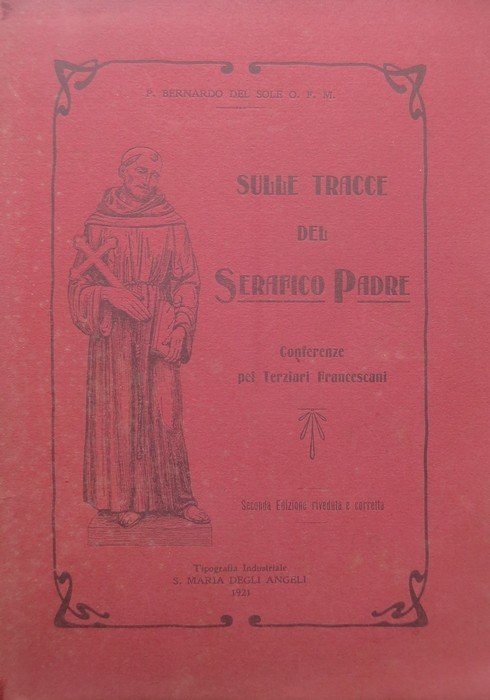 P. BERNARDO DEL SOLE O. F. M.
SULLE TRACCE
DEL
SERAFICO PADRE
Conferenze
pei Terziari Francescani
Seconda Edizione riveduta e corretta
Tipografia Industriale
S. MARIA DEGLI ANGELI
1921